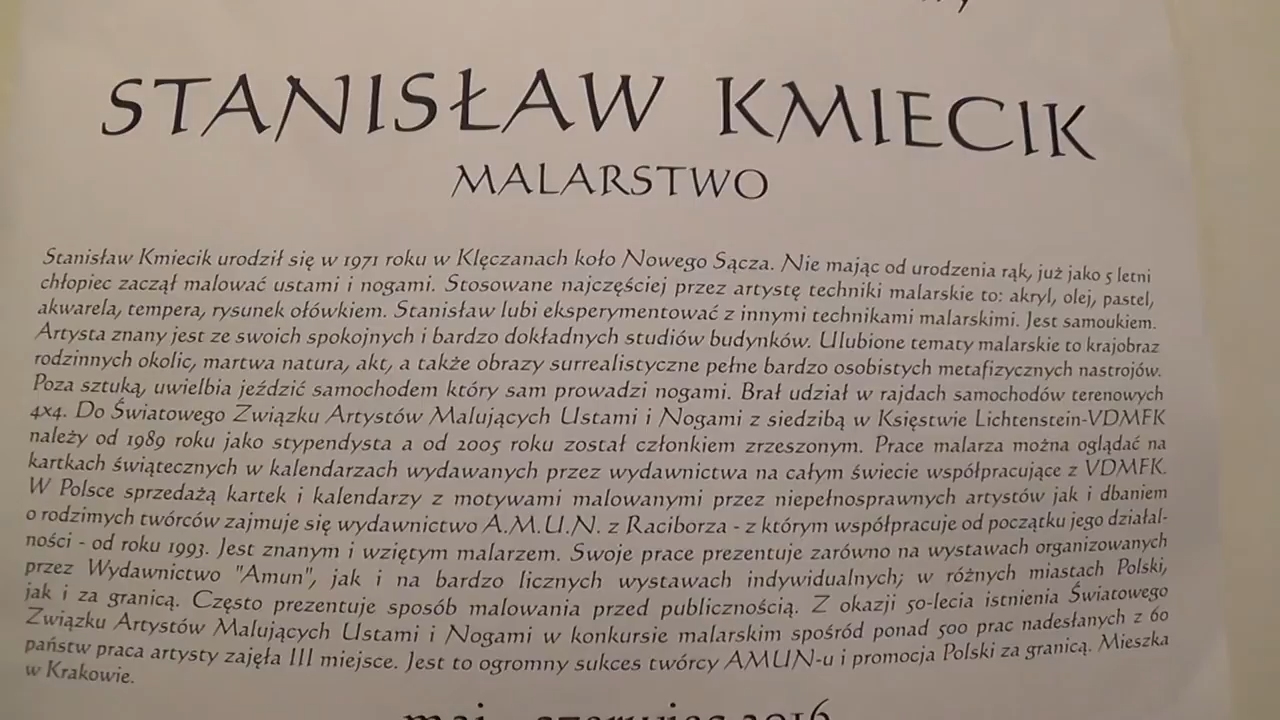 STANISŁAW KMIECIK
MALARSTWO
Stanisław Kmiecik urodził się w 1971 roku w Klęczanach koło Nowego Sącza. Nie mając od urodzenia rąk, już jako 5 letni
chłopiec zaczął malować ustami i nogami. Stosowane najczęściej przez artystę techniki malarskie to: akryl, olej, pastel,
akwarela, tempera, rysunek ołówkiem. Stanisław lubi eksperymentować z innymi technikami malarskimi. Jest samoukiem.
Artysta znany jest ze swoich spokojnych i bardzo dokładnych studiów budynków. Ulubione tematy malarskie to krajobraz
rodzinnych okolic, martwa natura, akt, a także obrazy surrealistyczne pełne bardzo osobistych metafizycznych nastrojów.
Poza sztuką, uwielbia jeździć samochodem który sam prowadzi nogami. Brał udział w rajdach samochodów terenowych
4x4. Do Światowego Związku Artystów Malujących Ustami i Nogami z siedzibą w Księstwie Lichtenstein-VDMFK
należy od 1989 roku jako stypendysta a od 2005 roku został członkiem zrzeszonym. Prace malarza można oglądać na
kartkach świątecznych w kalendarzach wydawanych przez wydawnictwa na całym świecie współpracujące z VDMFK.
W Polsce sprzedażą kartek i kalendarzy z motywami malowanymi przez niepełnosprawnych artystów jak i dbaniem
o rodzimych twórców zajmuje się wydawnictwo A.M.U.N. z Raciborza - z którym współpracuje od początku jego działal-
ności - od roku 1993. Jest znanym i wziętym malarzem. Swoje prace prezentuje zarówno na wystawach organizowanych
przez Wydawnictwo "Amun", jak i na bardzo licznych wystawach indywidualnych; w różnych miastach Polski,
jak i za granicą. Często prezentuje sposób malowania przed publicznością. Z okazji 50-lecia istnienia Światowego
Związku Artystów Malujących Ustami i Nogami w konkursie malarskim spośród ponad 500 prac nadesłanych z 60
państw praca artysty zajęła III miejsce. Jest to ogromny sukces twórcy AMUN-u i promocja Polski za granicą. Mieszka
w Krakowie.
maj - czerwiec 2016